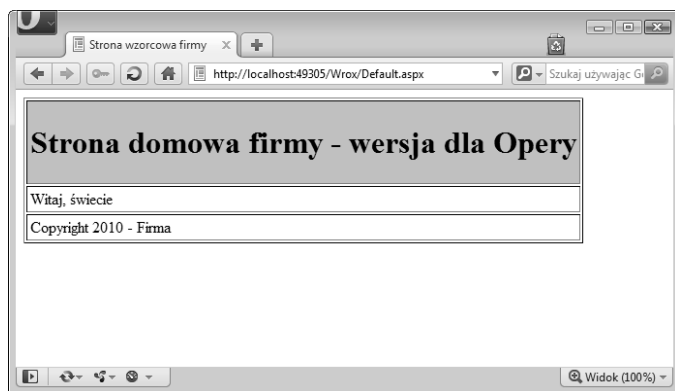 Strona wzorcowa firmy
http://localhost:49305/Wrox/Default.aspx
Szukaj używając G
Strona domowa firmy - wersja dla Opery
Witaj, świecie
Copyright 2010 - Firma
Widok (100%)